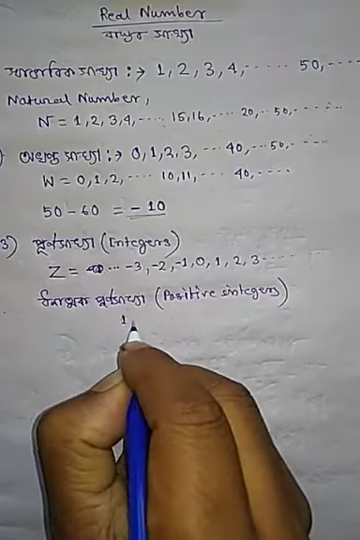 Real Number
বাস্তব সংখ্যা
স্বাভাবিক সংখ্যা :→ 1, 2, 3, 4, ...... 50, ....
Natural Number,
N = 1, 2, 3, 4, .... 15, 16, ... 20, .. 50, ......
) অখণ্ড সংখ্যা :→ 0, 1, 2, 3, ... 40, .... 50, ....
W = 0, 1, 2, ..... 10, 11, .... 40, ....
50 - 60 = - 10
3) পূর্ণসংখ্যা (Integers)
Z = ... -3, -2, -1, 0, 1, 2, 3 ....
পূর্ণসংখ্যা (Positive integers)
1,